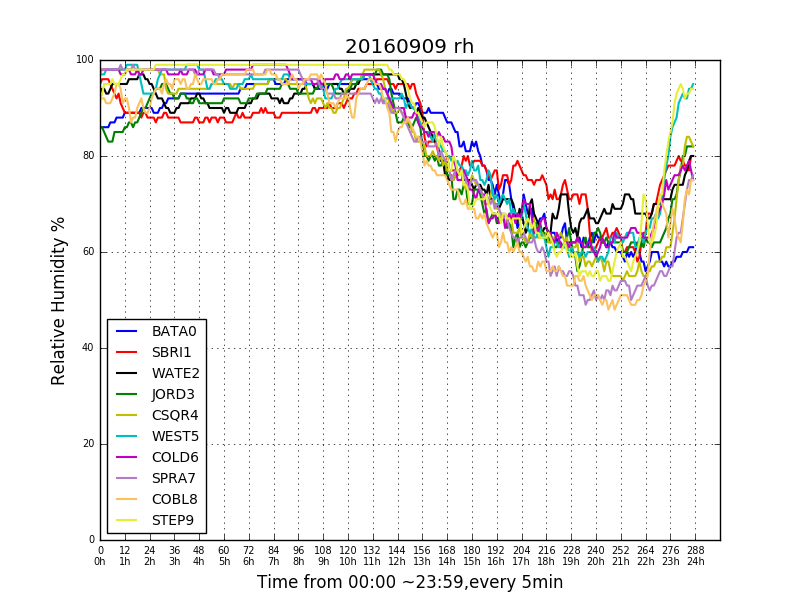 20160909 rh
100
80
60
40
20
0
Relative Humidity %
BATA0
SBRI1
WATE2
JORD3
CSQR4
WEST5
COLD6
SPRA7
COBL8
STEP9
0 12 24 36 48 60 72 84 96 108 120 132 144 156 168 180 192 204 216 228 240 252 264 276 288
0h 1h 2h 3h 4h 5h 6h 7h 8h 9h 10h 11h 12h 13h 14h 15h 16h 17h 18h 19h 20h 21h 22h 23h 24h
Time from 00:00 ~23:59,every 5min